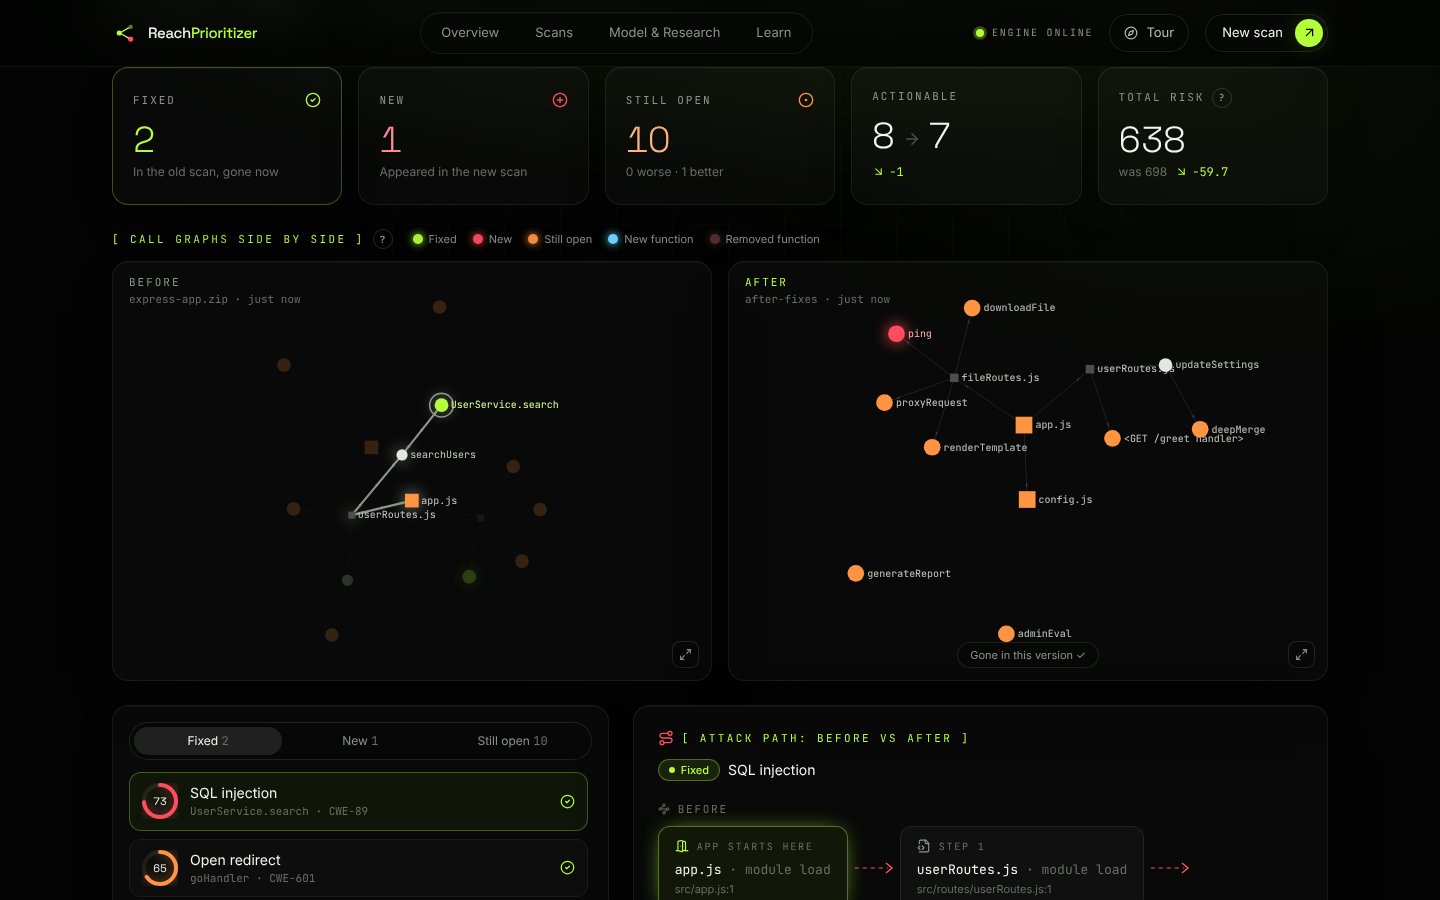 ReachPrioritizer
Overview
Scans
Model & Research
Learn
ENGINE ONLINE
Tour
New scan
FIXED
2
In the old scan, gone now
NEW
1
Appeared in the new scan
STILL OPEN
10
0 worse · 1 better
ACTIONABLE
8 → 7
↘ -1
TOTAL RISK ?
638
was 698 ↘ -59.7
[ CALL GRAPHS SIDE BY SIDE ] ?
Fixed
New
Still open
New function
Removed function
BEFORE
express-app.zip · just now
UserService.search
searchUsers
app.js
userRoutes.js
AFTER
after-fixes · just now
downloadFile
ping
fileRoutes.js
userRoutes.js
updateSettings
proxyRequest
app.js
deepMerge
<GET /greet handler>
renderTemplate
config.js
generateReport
adminEval
Gone in this version ✓
Fixed 2
New 1
Still open 10
73
SQL injection
UserService.search · CWE-89
65
Open redirect
goHandler · CWE-601
[ ATTACK PATH: BEFORE VS AFTER ]
Fixed
SQL injection
BEFORE
APP STARTS HERE
app.js · module load
src/app.js:1
STEP 1
userRoutes.js · module load
src/routes/userRoutes.js:1